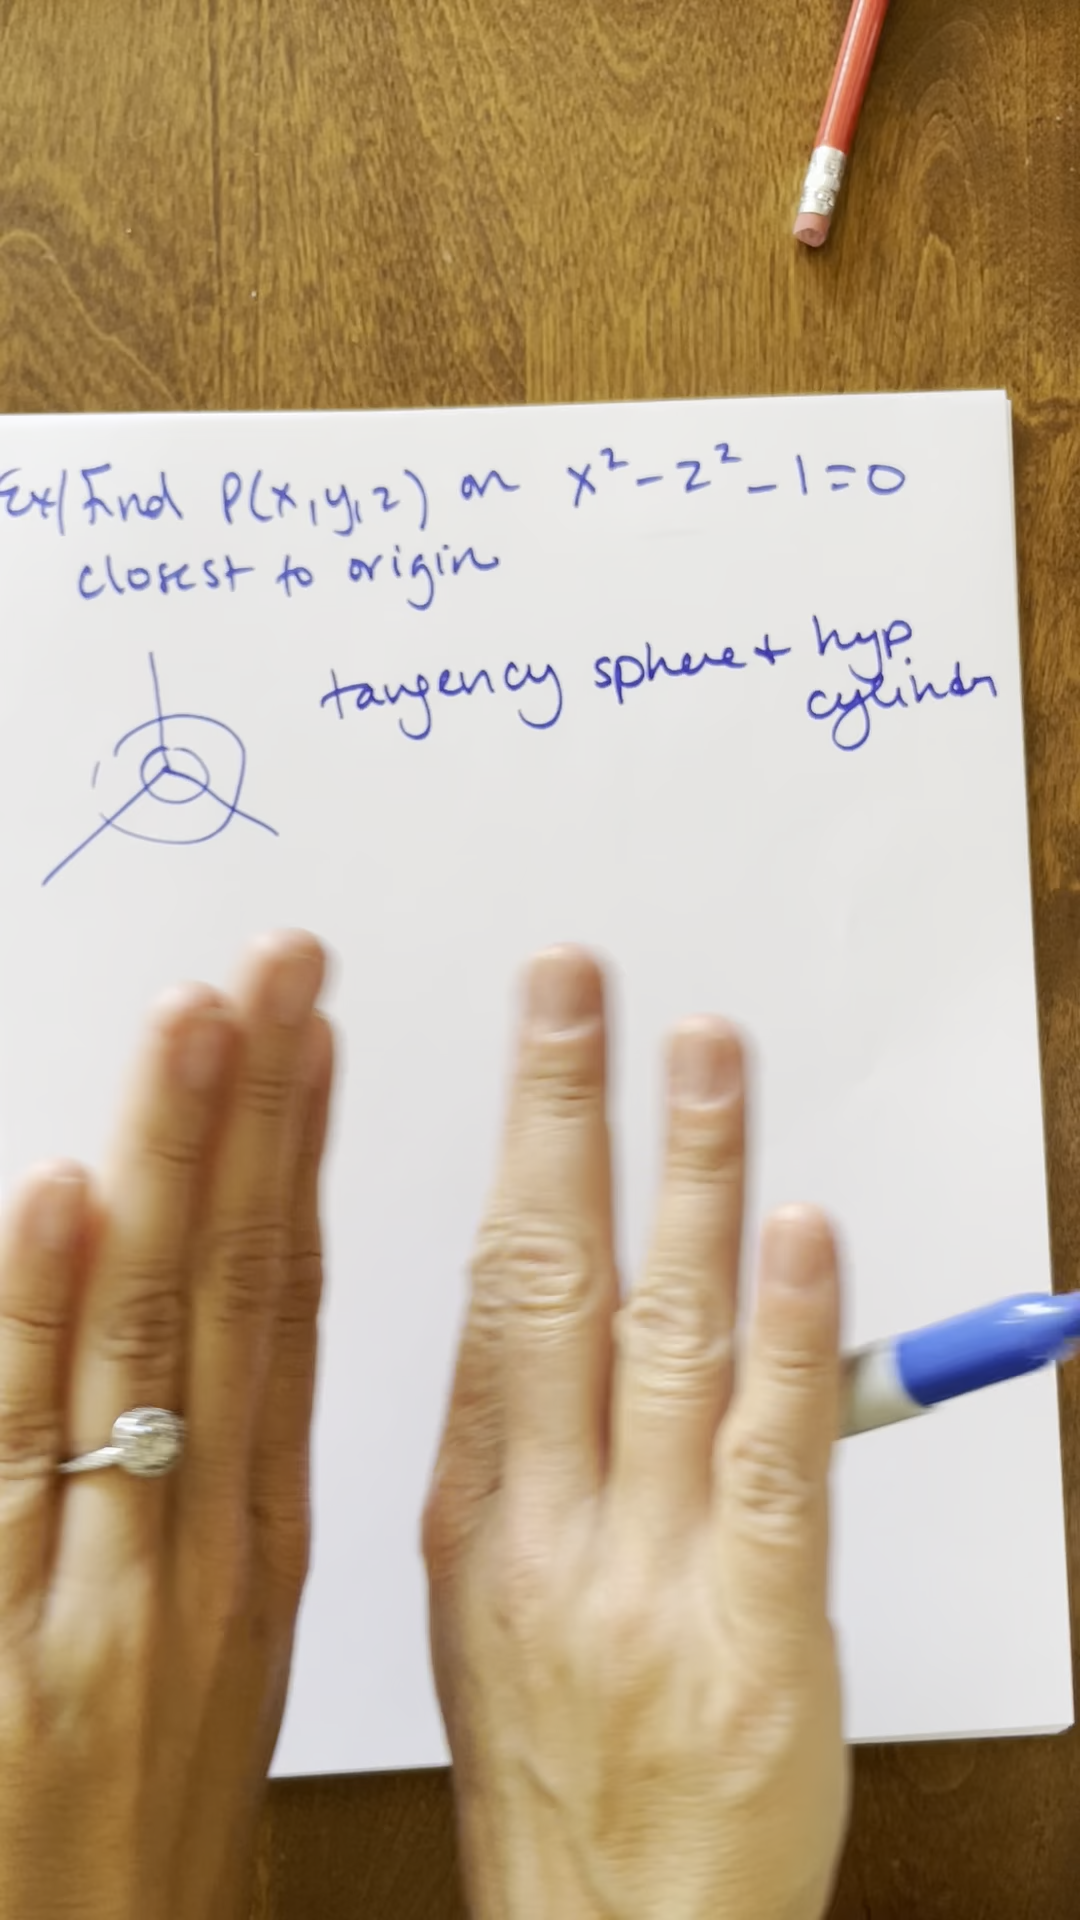 Ex/ Find P(x,y,z) on x² - z² - 1 = 0
closest to origin
tangency sphere + hyp
cylinder